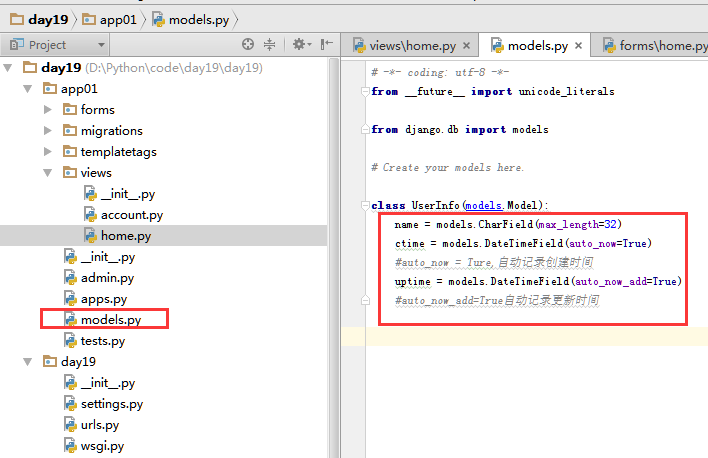 day19 app01 models.py
Project
views\home.py models.py forms\home.py
day19 (D:\Python\code\day19\day19)
app01
forms
migrations
templatetags
views
__init__.py
account.py
home.py
__init__.py
admin.py
apps.py
models.py
tests.py
day19
__init__.py
settings.py
urls.py
wsgi.py
# -*- coding: utf-8 -*-
from __future__ import unicode_literals
from django.db import models
# Create your models here.
class UserInfo(models.Model):
name = models.CharField(max_length=32)
ctime = models.DateTimeField(auto_now=True)
#auto_now = Ture,自动记录创建时间
uptime = models.DateTimeField(auto_now_add=True)
#auto_now_add=True自动记录更新时间